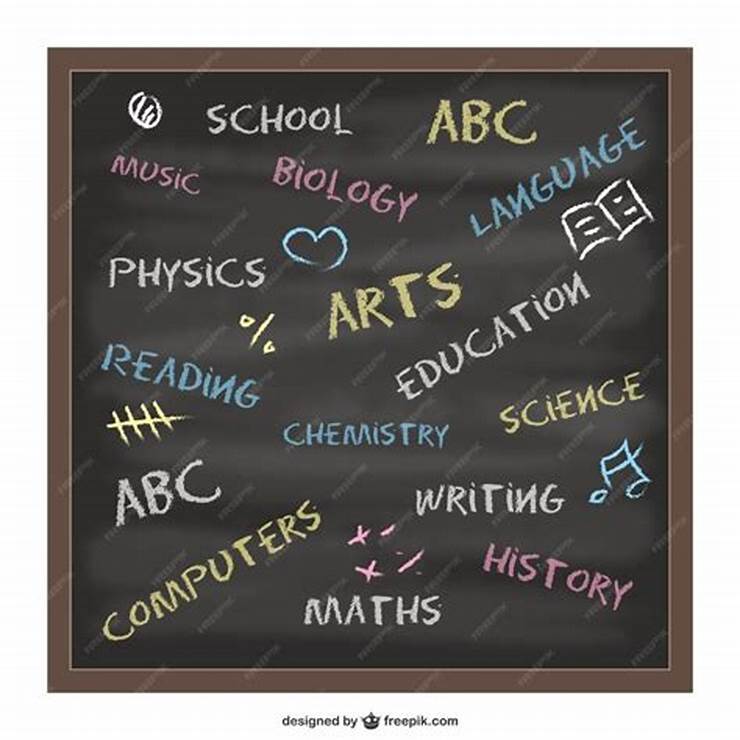 SCHOOL
ABC
MUSiC
BiOLOGY
LANGUAGE
PHYSiCS
ARTS
EDUCATiON
READiNG
%
SCiENCE
CHEMiSTRY
ABC
WRiTiNG
COMPUTERS
HiSTORY
MATHS
designed by freepik.com